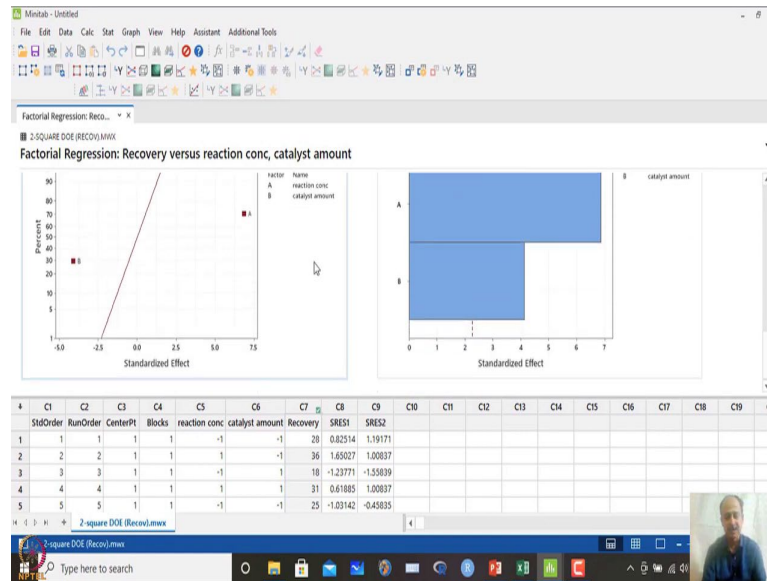 Minitab - Untitled
File Edit Data Calc Stat Graph View Help Assistant Additional Tools
Factorial Regression: Reco...
2-SQUARE DOE (RECOV).MWX
Factorial Regression: Recovery versus reaction conc, catalyst amount
Factor Name
A reaction conc
B catalyst amount
Percent
90
80
70
60
50
40
30
20
10
5
1
A
B
-5.0 -2.5 0.0 2.5 5.0 7.5
Standardized Effect
B catalyst amount
A
B
0 1 2 3 4 5 6 7
Standardized Effect
C1 C2 C3 C4 C5 C6 C7 C8 C9 C10 C11 C12 C13 C14 C15 C16 C17 C18 C19
StdOrder RunOrder CenterPt Blocks reaction conc catalyst amount Recovery SRES1 SRES2
1 1 1 1 1 -1 -1 28 0.82514 1.19171
2 2 2 1 1 1 -1 36 1.65027 1.00837
3 3 3 1 1 -1 1 18 -1.23771 -1.55839
4 4 4 1 1 1 1 31 0.61885 1.00837
5 5 5 1 1 -1 -1 25 -1.03142 -0.45835
2-square DOE (Recov).mwx
2-square DOE (Recov).mwx
NPTEL
Type here to search